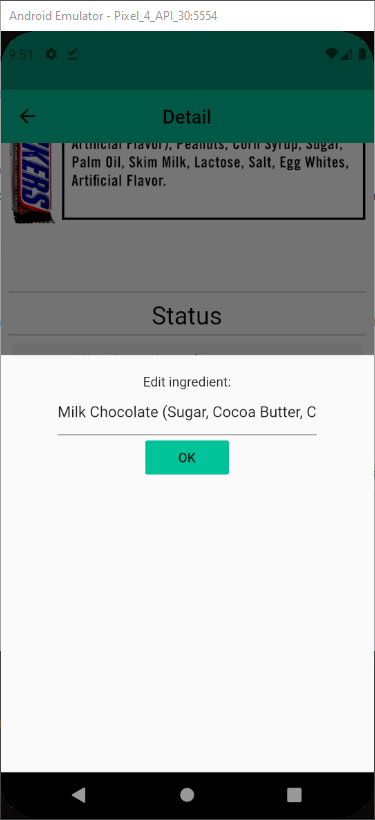 Android Emulator - Pixel_4_API_30:5554
9:51
Detail
Artificial Flavor), Peanuts, Corn Syrup, Sugar,
Palm Oil, Skim Milk, Lactose, Salt, Egg Whites,
Artificial Flavor.
KERS
Status
Edit ingredient:
Milk Chocolate (Sugar, Cocoa Butter, C
OK